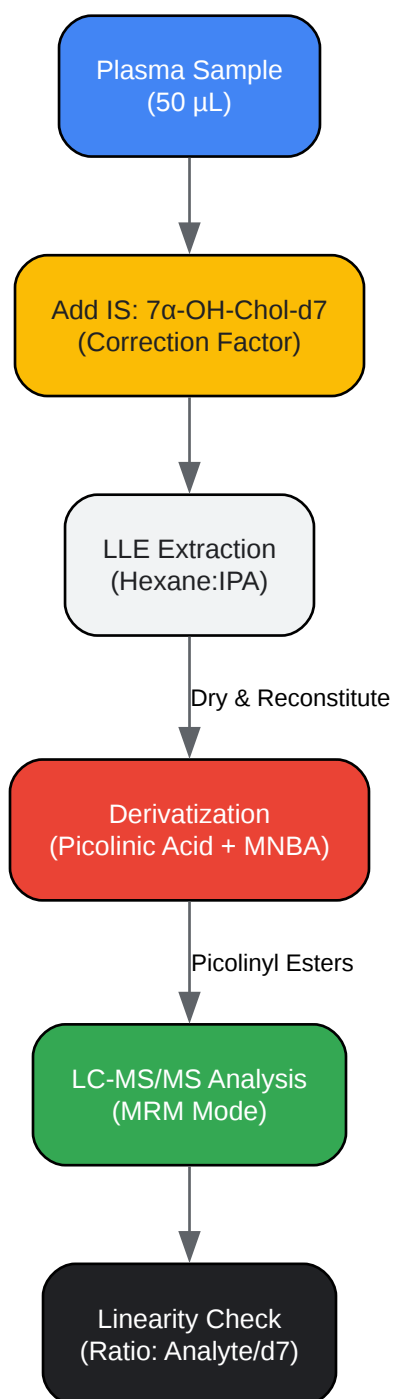 Plasma Sample
(50 µL)
Add IS: 7α-OH-Chol-d7
(Correction Factor)
LLE Extraction
(Hexane:IPA)
Dry & Reconstitute
Derivatization
(Picolinic Acid + MNBA)
Picolinyl Esters
LC-MS/MS Analysis
(MRM Mode)
Linearity Check
(Ratio: Analyte/d7)